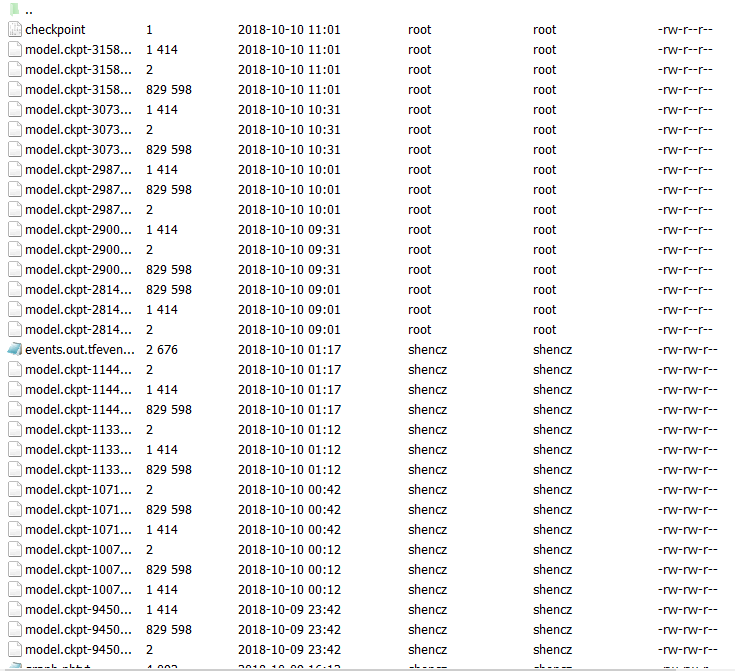 ..
checkpoint 1 2018-10-10 11:01 root root -rw-r--r--
model.ckpt-3158... 1 414 2018-10-10 11:01 root root -rw-r--r--
model.ckpt-3158... 2 2018-10-10 11:01 root root -rw-r--r--
model.ckpt-3158... 829 598 2018-10-10 11:01 root root -rw-r--r--
model.ckpt-3073... 1 414 2018-10-10 10:31 root root -rw-r--r--
model.ckpt-3073... 2 2018-10-10 10:31 root root -rw-r--r--
model.ckpt-3073... 829 598 2018-10-10 10:31 root root -rw-r--r--
model.ckpt-2987... 1 414 2018-10-10 10:01 root root -rw-r--r--
model.ckpt-2987... 829 598 2018-10-10 10:01 root root -rw-r--r--
model.ckpt-2987... 2 2018-10-10 10:01 root root -rw-r--r--
model.ckpt-2900... 1 414 2018-10-10 09:31 root root -rw-r--r--
model.ckpt-2900... 2 2018-10-10 09:31 root root -rw-r--r--
model.ckpt-2900... 829 598 2018-10-10 09:31 root root -rw-r--r--
model.ckpt-2814... 829 598 2018-10-10 09:01 root root -rw-r--r--
model.ckpt-2814... 1 414 2018-10-10 09:01 root root -rw-r--r--
model.ckpt-2814... 2 2018-10-10 09:01 root root -rw-r--r--
events.out.tfeven... 2 676 2018-10-10 01:17 shencz shencz -rw-rw-r--
model.ckpt-1144... 2 2018-10-10 01:17 shencz shencz -rw-rw-r--
model.ckpt-1144... 1 414 2018-10-10 01:17 shencz shencz -rw-rw-r--
model.ckpt-1144... 829 598 2018-10-10 01:17 shencz shencz -rw-rw-r--
model.ckpt-1133... 2 2018-10-10 01:12 shencz shencz -rw-rw-r--
model.ckpt-1133... 1 414 2018-10-10 01:12 shencz shencz -rw-rw-r--
model.ckpt-1133... 829 598 2018-10-10 01:12 shencz shencz -rw-rw-r--
model.ckpt-1071... 2 2018-10-10 00:42 shencz shencz -rw-rw-r--
model.ckpt-1071... 829 598 2018-10-10 00:42 shencz shencz -rw-rw-r--
model.ckpt-1071... 1 414 2018-10-10 00:42 shencz shencz -rw-rw-r--
model.ckpt-1007... 2 2018-10-10 00:12 shencz shencz -rw-rw-r--
model.ckpt-1007... 829 598 2018-10-10 00:12 shencz shencz -rw-rw-r--
model.ckpt-1007... 1 414 2018-10-10 00:12 shencz shencz -rw-rw-r--
model.ckpt-9450... 1 414 2018-10-09 23:42 shencz shencz -rw-rw-r--
model.ckpt-9450... 829 598 2018-10-09 23:42 shencz shencz -rw-rw-r--
model.ckpt-9450... 2 2018-10-09 23:42 shencz shencz -rw-rw-r--